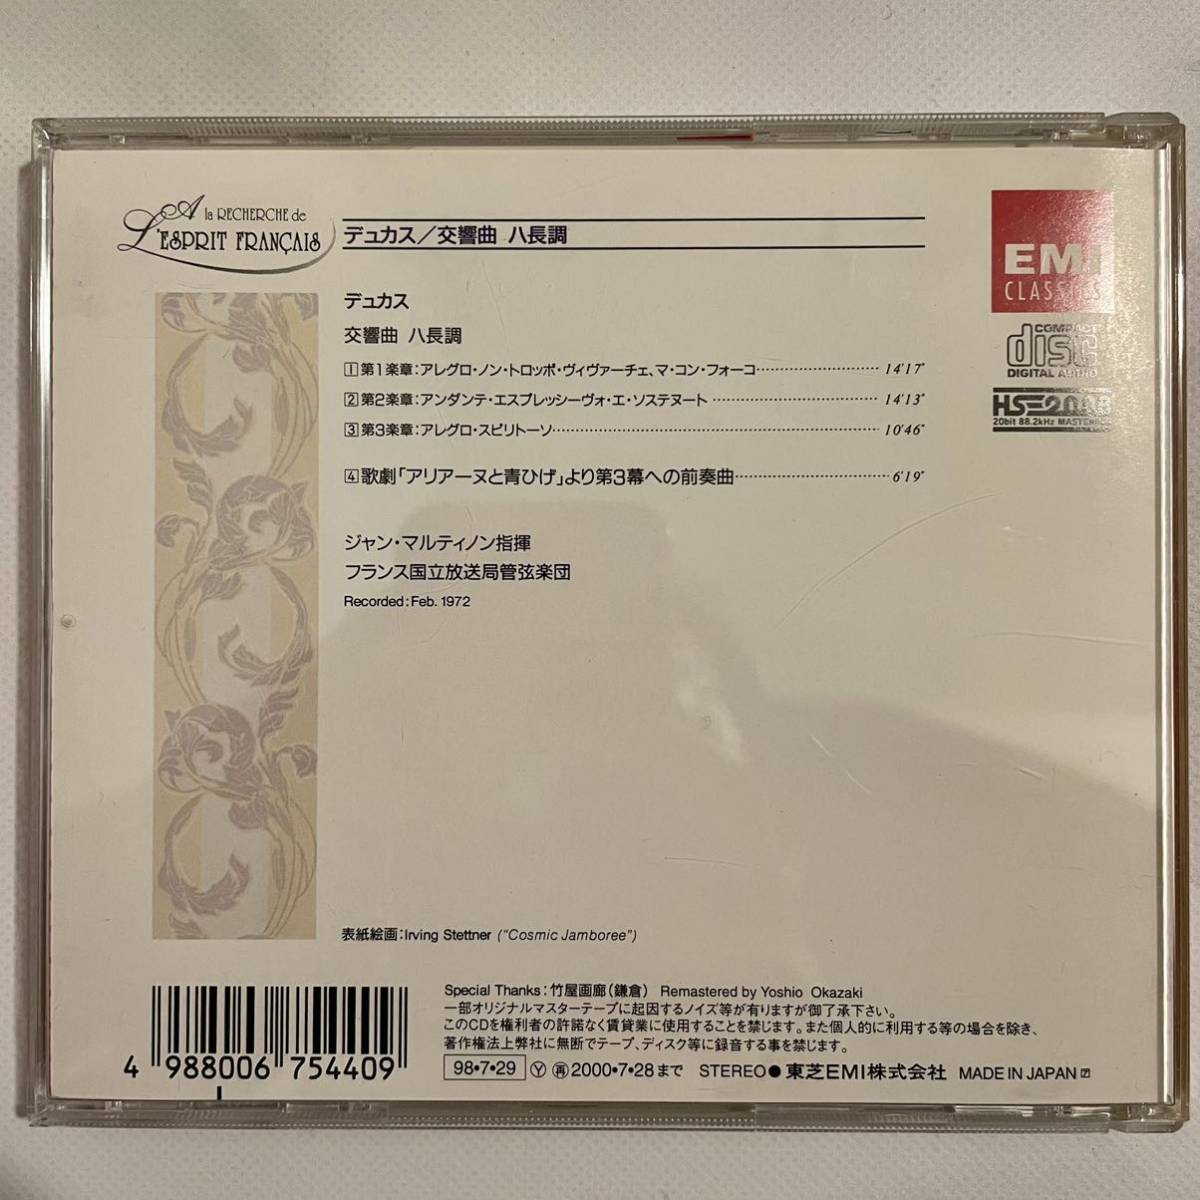 A la RECHERCHE de
L'ESPRIT FRANÇAIS
デュカス／交響曲 ハ長調
EMI
CLASSICS
COMPACT
disc
DIGITAL AUDIO
HS-2088
20bit 88.2kHz MASTERING
デュカス
交響曲 ハ長調
1 第1楽章：アレグロ・ノン・トロッポ・ヴィヴァーチェ、マ・コン・フォーコ 14'17"
2 第2楽章：アンダンテ・エスプレッシーヴォ・エ・ソステヌート 14'13"
3 第3楽章：アレグロ・スピリトーソ 10'46"
4 歌劇「アリアーヌと青ひげ」より第3幕への前奏曲 6'19"
ジャン・マルティノン指揮
フランス国立放送局管弦楽団
Recorded：Feb. 1972
表紙絵画：Irving Stettner ("Cosmic Jamboree")
Special Thanks：竹屋画廊（鎌倉） Remastered by Yoshio Okazaki
一部オリジナルマスターテープに起因するノイズ等が有りますが御了承下さい。
このCDを権利者の許諾なく賃貸業に使用することを禁じます。また個人的に利用する等の場合を除き、
著作権法上弊社に無断でテープ、ディスク等に録音する事を禁じます。
98・7・29 Ⓨ 再 2000・7・28まで STEREO● 東芝EMI株式会社 MADE IN JAPAN
4 988006 754409